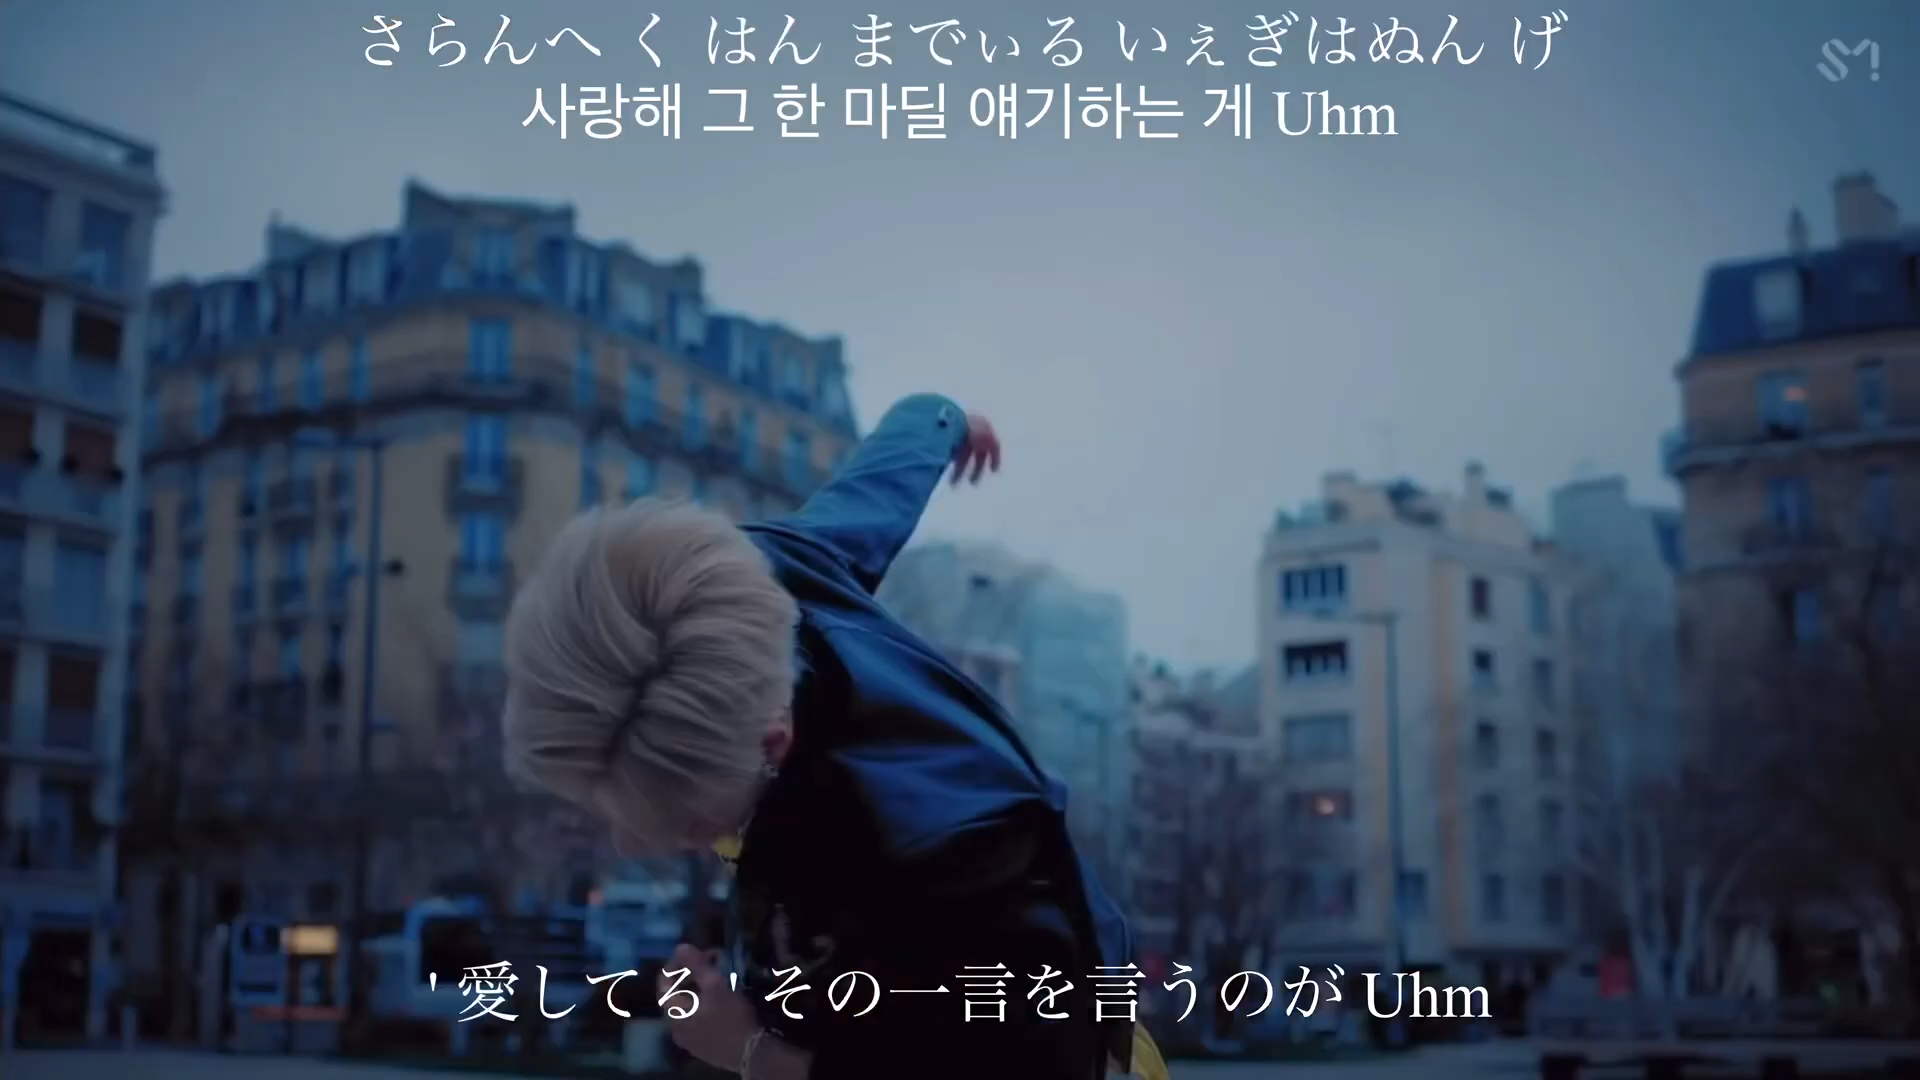 さらんへ く はん までぃる いぇぎはぬん げ
SM!
사랑해 그 한 마딜 얘기하는 게 Uhm
' 愛してる ' その一言を言うのが Uhm